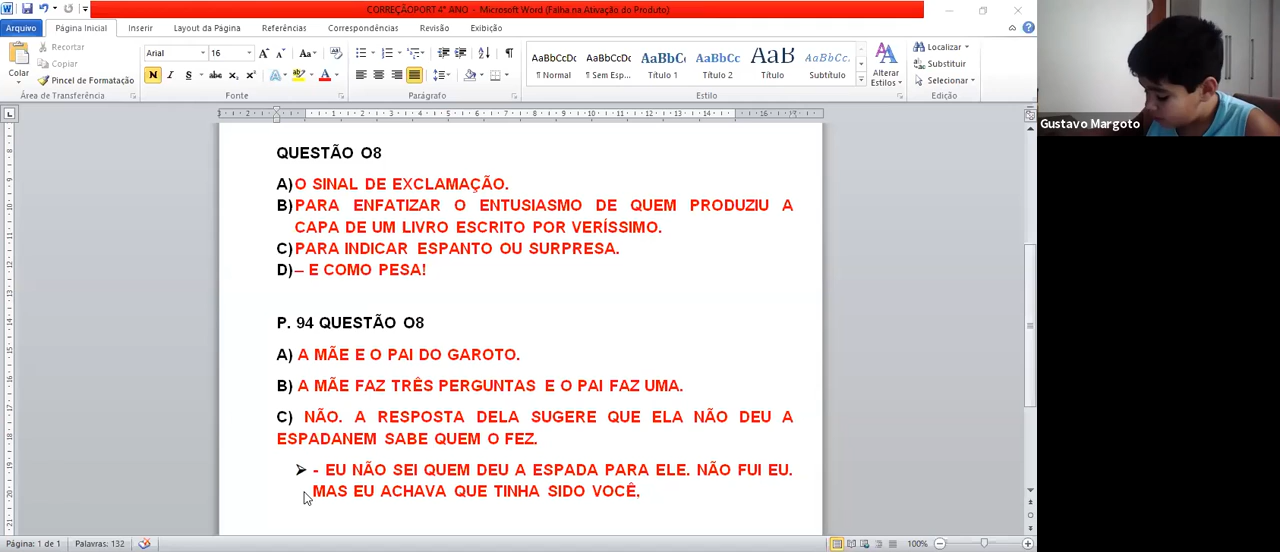 CORREÇÃOPORT 4° ANO - Microsoft Word (Falha na Ativação do Produto)
Arquivo Página Inicial Inserir Layout da Página Referências Correspondências Revisão Exibição
Colar
Recortar
Copiar
Pincel de Formatação
Área de Transferência
Arial 16
N I S abc x₂ x²
Fonte
Parágrafo
AaBbCcDc AaBbCcDc AaBbC AaBbCc AaB AaBbCc.
¶ Normal ¶ Sem Esp... Título 1 Título 2 Título Subtítulo
Alterar Estilos
Estilo
Localizar
Substituir
Selecionar
Edição
Gustavo Margoto
QUESTÃO O8
A) O SINAL DE EXCLAMAÇÃO.
B) PARA ENFATIZAR O ENTUSIASMO DE QUEM PRODUZIU A
CAPA DE UM LIVRO ESCRITO POR VERÍSSIMO.
C) PARA INDICAR ESPANTO OU SURPRESA.
D) – E COMO PESA!
P. 94 QUESTÃO O8
A) A MÃE E O PAI DO GAROTO.
B) A MÃE FAZ TRÊS PERGUNTAS E O PAI FAZ UMA.
C) NÃO. A RESPOSTA DELA SUGERE QUE ELA NÃO DEU A
ESPADANEM SABE QUEM O FEZ.
➢ - EU NÃO SEI QUEM DEU A ESPADA PARA ELE. NÃO FUI EU.
MAS EU ACHAVA QUE TINHA SIDO VOCÊ.
Página: 1 de 1 Palavras: 132 100%